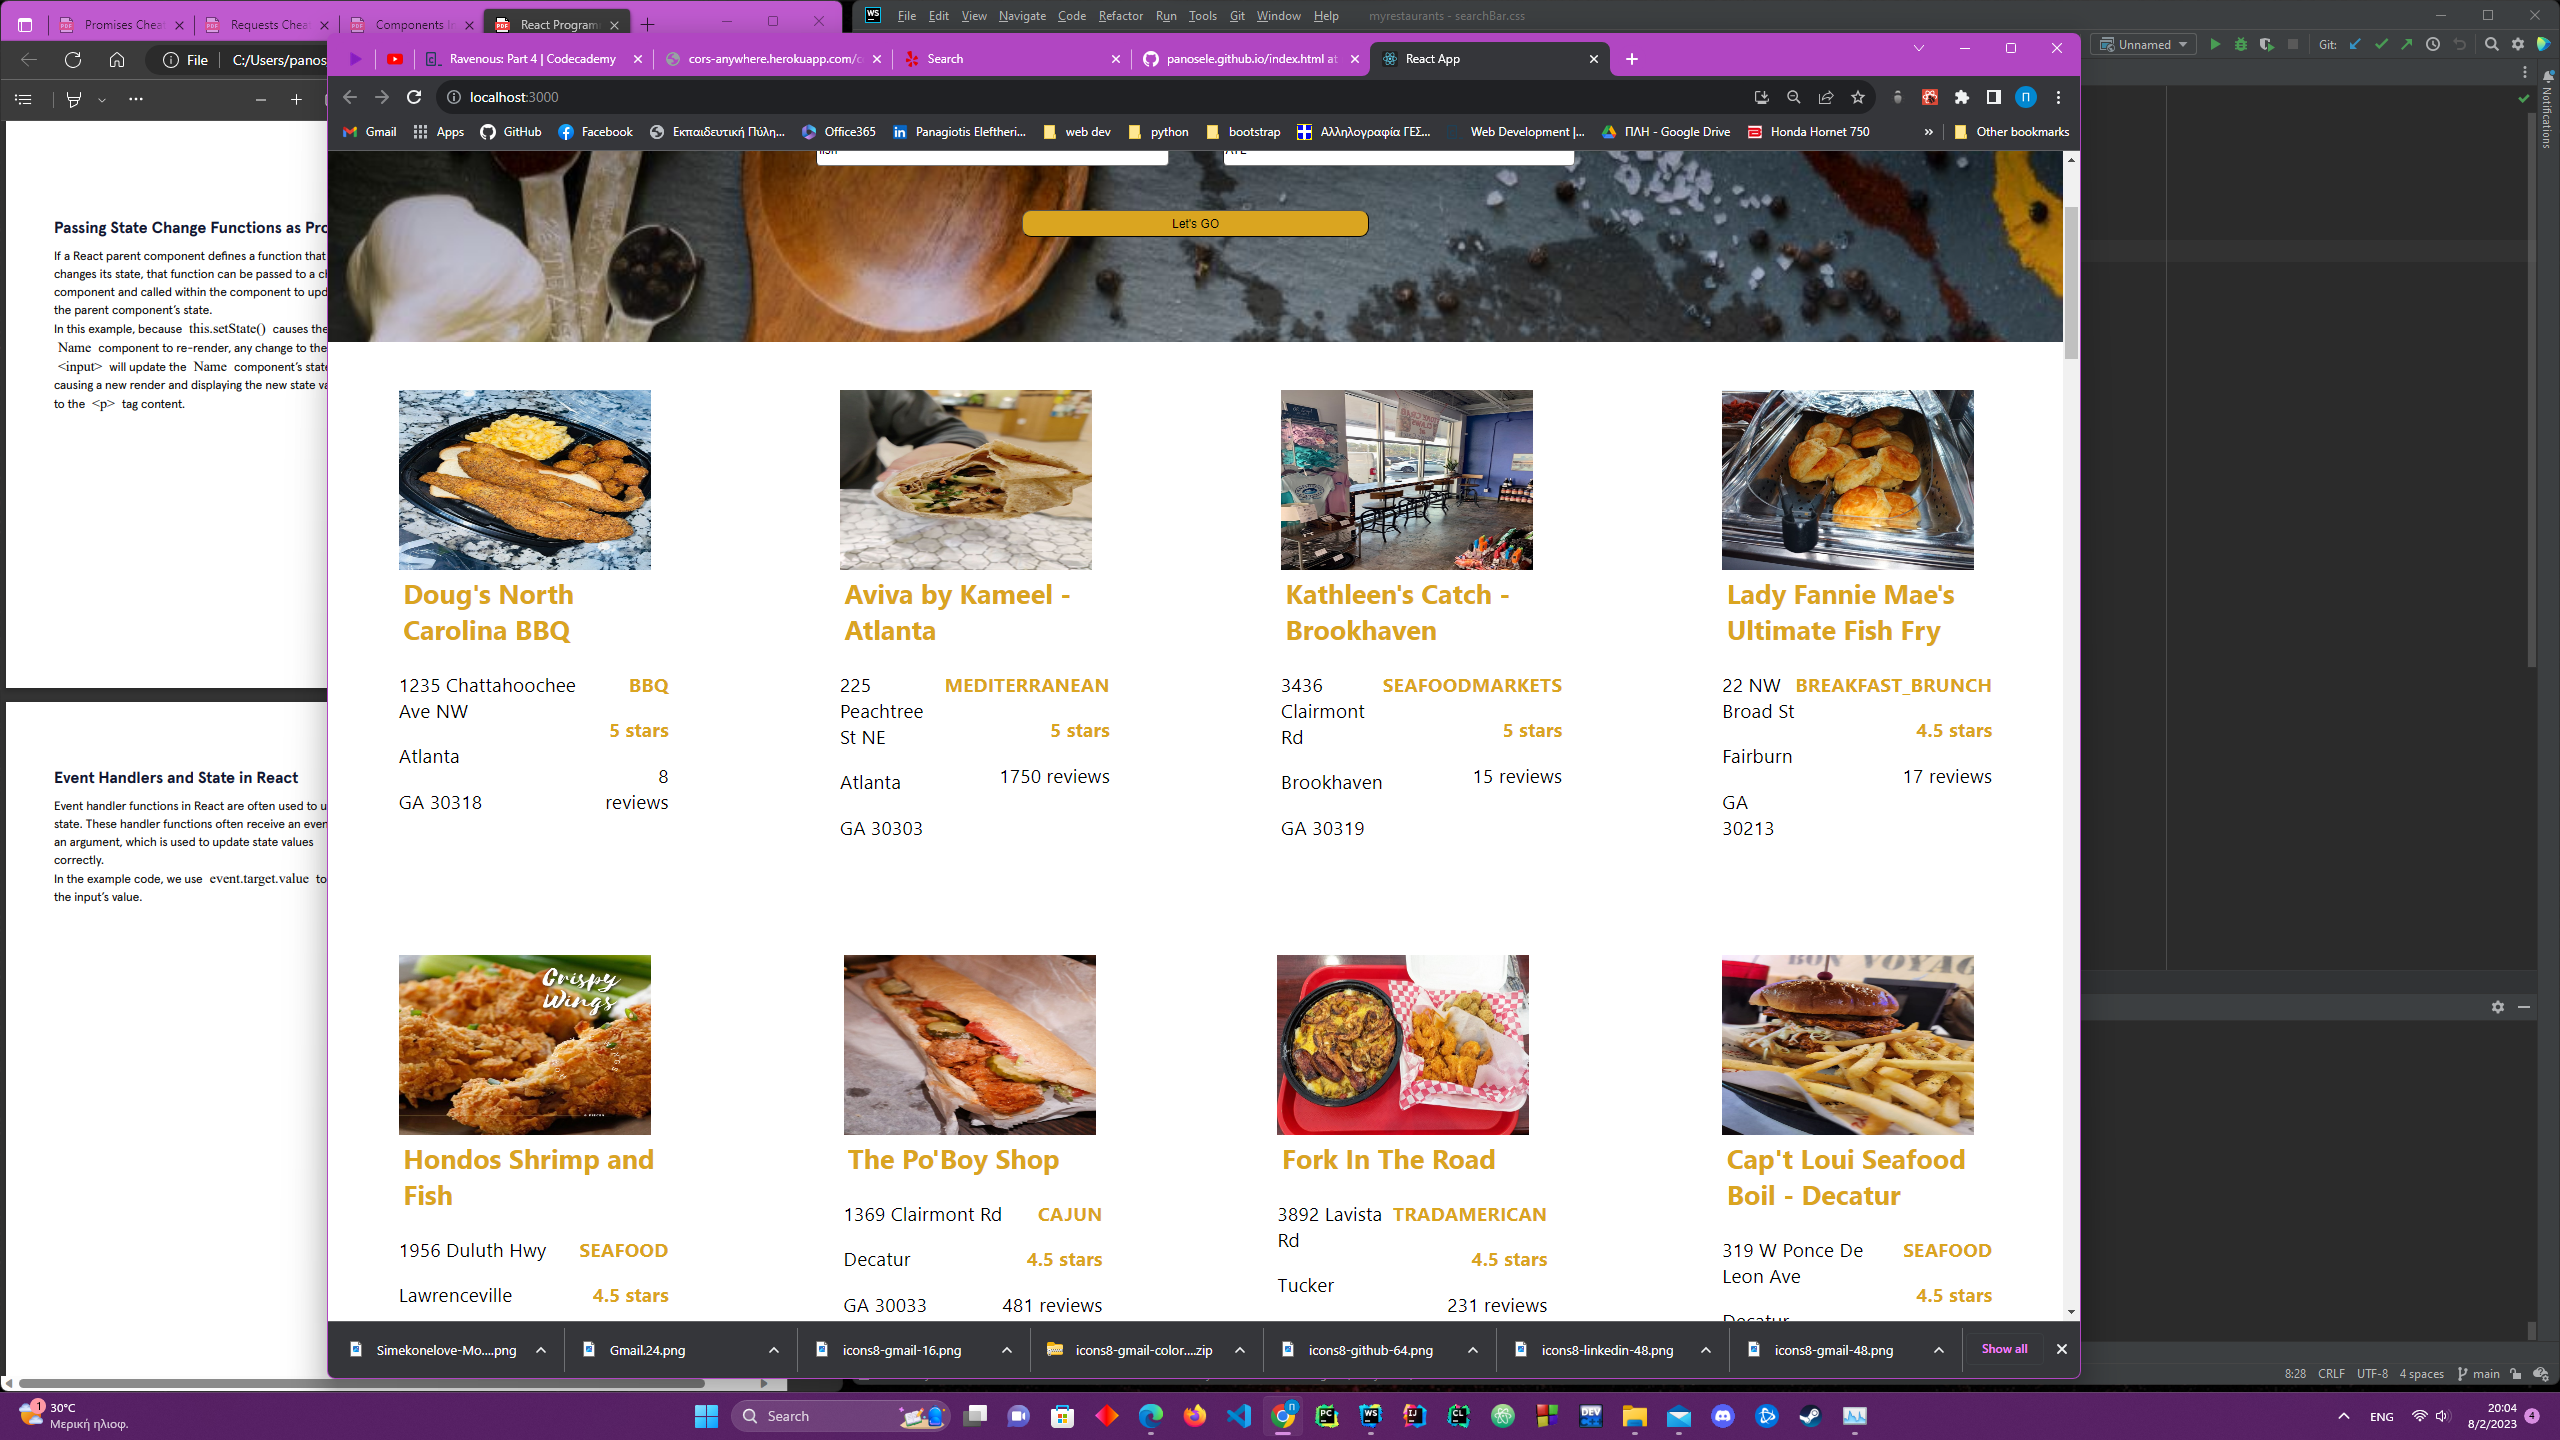 Promises Chea
Requests Chea
Components In
React Program
File
C:/Users/panos
Passing State Change Functions as Pro
If a React parent component defines a function that
changes its state, that function can be passed to a ch
component and called within the component to upd
the parent component's state.
In this example, because this.setState() causes the
Name component to re-render, any change to the
<input> will update the Name component's state
causing a new render and displaying the new state va
to the <p> tag content.
Event Handlers and State in React
Event handler functions in React are often used to u
state. These handler functions often receive an even
an argument, which is used to update state values
correctly.
In the example code, we use event.target.value to
the input's value.
WS File Edit View Navigate Code Refactor Run Tools Git Window Help myrestaurants - searchBar.css
Unnamed
Git:
Notifications
Ravenous: Part 4 | Codecademy
cors-anywhere.herokuapp.com/c
Search
panosele.github.io/index.html at
React App
localhost:3000
Gmail Apps GitHub Facebook Εκπαιδευτική Πύλη... Office365 Panagiotis Eleftheri... web dev python bootstrap Αλληλογραφία ΓΕΣ... Web Development |... ΠΛΗ - Google Drive Honda Hornet 750 » Other bookmarks
Let's GO
Doug's North
Carolina BBQ
1235 Chattahoochee
Ave NW
Atlanta
GA 30318
BBQ
5 stars
8
reviews
Aviva by Kameel -
Atlanta
225
Peachtree
St NE
Atlanta
GA 30303
MEDITERRANEAN
5 stars
1750 reviews
Kathleen's Catch -
Brookhaven
3436
Clairmont
Rd
Brookhaven
GA 30319
SEAFOODMARKETS
5 stars
15 reviews
Lady Fannie Mae's
Ultimate Fish Fry
22 NW
Broad St
Fairburn
GA
30213
BREAKFAST_BRUNCH
4.5 stars
17 reviews
Crispy
Wings
Hondos Shrimp and
Fish
1956 Duluth Hwy
Lawrenceville
SEAFOOD
4.5 stars
The Po'Boy Shop
1369 Clairmont Rd
Decatur
GA 30033
CAJUN
4.5 stars
481 reviews
Fork In The Road
3892 Lavista
Rd
Tucker
TRADAMERICAN
4.5 stars
231 reviews
BON VOYAG
Cap't Loui Seafood
Boil - Decatur
319 W Ponce De
Leon Ave
Decatur
SEAFOOD
4.5 stars
Simekonelove-Mo....png
Gmail.24.png
icons8-gmail-16.png
icons8-gmail-color....zip
icons8-github-64.png
icons8-linkedin-48.png
icons8-gmail-48.png
Show all
8:28 CRLF UTF-8 4 spaces main
1
30°C
Μερική ηλιοφ.
Search
ENG
20:04
8/2/2023
4